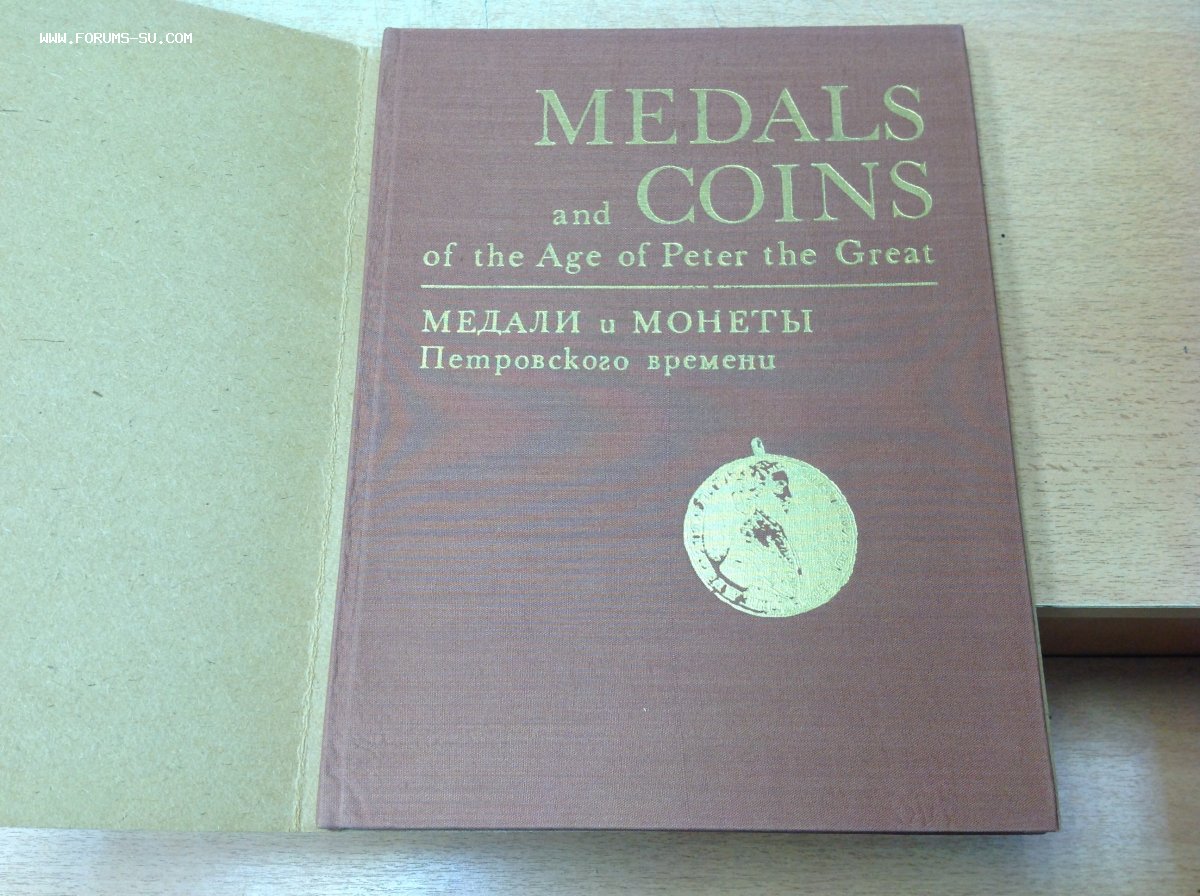 WWW.FORUMS-SU.COM
MEDALS
and COINS
of the Age of Peter the Great
МЕДАЛИ и МОНЕТЫ
Петровского времени